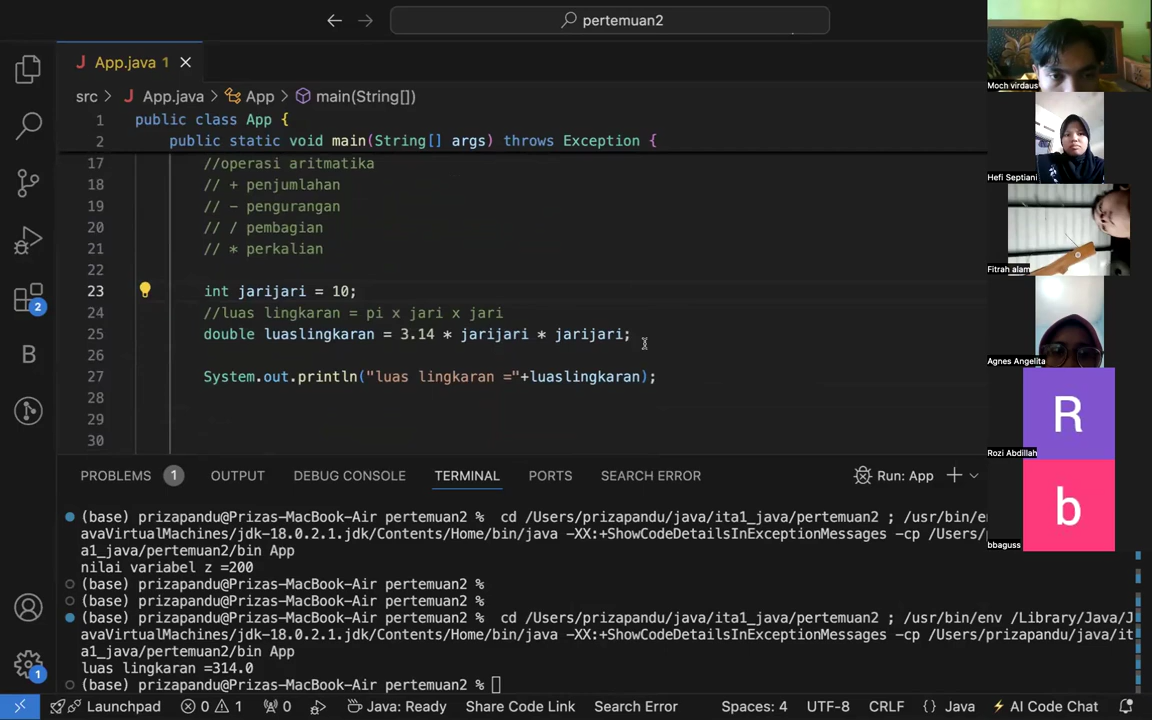 pertemuan2
Moch virdaus
App.java 1
src > App.java > App > main(String[])
Hefi Septiani
1 public class App {
2 public static void main(String[] args) throws Exception {
17 //operasi aritmatika
18 // + penjumlahan
19 // - pengurangan
20 // / pembagian
21 // * perkalian
22
Fitrah alam
23 int jarijari = 10;
24 //luas lingkaran = pi x jari x jari
25 double luaslingkaran = 3.14 * jarijari * jarijari;
26
Agnes Angelita
27 System.out.println("luas lingkaran ="+luaslingkaran);
28
29
30
R
Rozi Abdillah
PROBLEMS 1 OUTPUT DEBUG CONSOLE TERMINAL PORTS SEARCH ERROR Run: App
b
bbaguss
(base) prizapandu@Prizas-MacBook-Air pertemuan2 % cd /Users/prizapandu/java/ita1_java/pertemuan2 ; /usr/bin/en
avaVirtualMachines/jdk-18.0.2.1.jdk/Contents/Home/bin/java -XX:+ShowCodeDetailsInExceptionMessages -cp /Users/
a1_java/pertemuan2/bin App
nilai variabel z =200
(base) prizapandu@Prizas-MacBook-Air pertemuan2 %
(base) prizapandu@Prizas-MacBook-Air pertemuan2 %
(base) prizapandu@Prizas-MacBook-Air pertemuan2 % cd /Users/prizapandu/java/ita1_java/pertemuan2 ; /usr/bin/env /Library/Java/J
avaVirtualMachines/jdk-18.0.2.1.jdk/Contents/Home/bin/java -XX:+ShowCodeDetailsInExceptionMessages -cp /Users/prizapandu/java/it
a1_java/pertemuan2/bin App
luas lingkaran =314.0
(base) prizapandu@Prizas-MacBook-Air pertemuan2 %
2
B
1
Launchpad 0 1 0 Java: Ready Share Code Link Search Error Spaces: 4 UTF-8 CRLF {} Java AI Code Chat